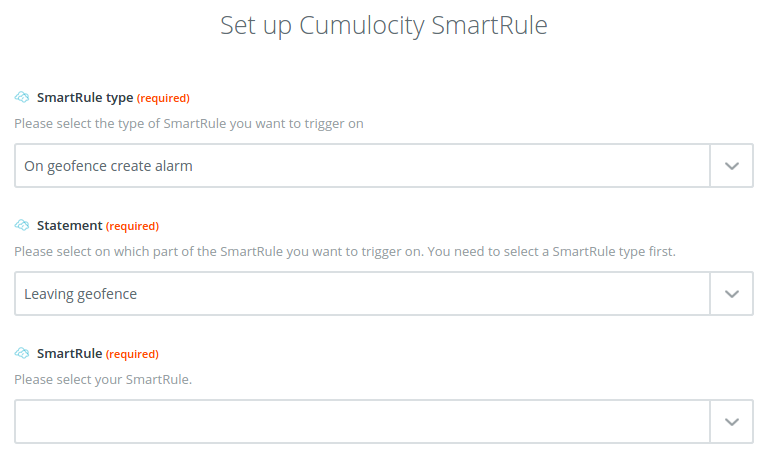 Set up Cumulocity SmartRule
SmartRule type (required)
Please select the type of SmartRule you want to trigger on
On geofence create alarm
Statement (required)
Please select on which part of the SmartRule you want to trigger on. You need to select a SmartRule type first.
Leaving geofence
SmartRule (required)
Please select your SmartRule.